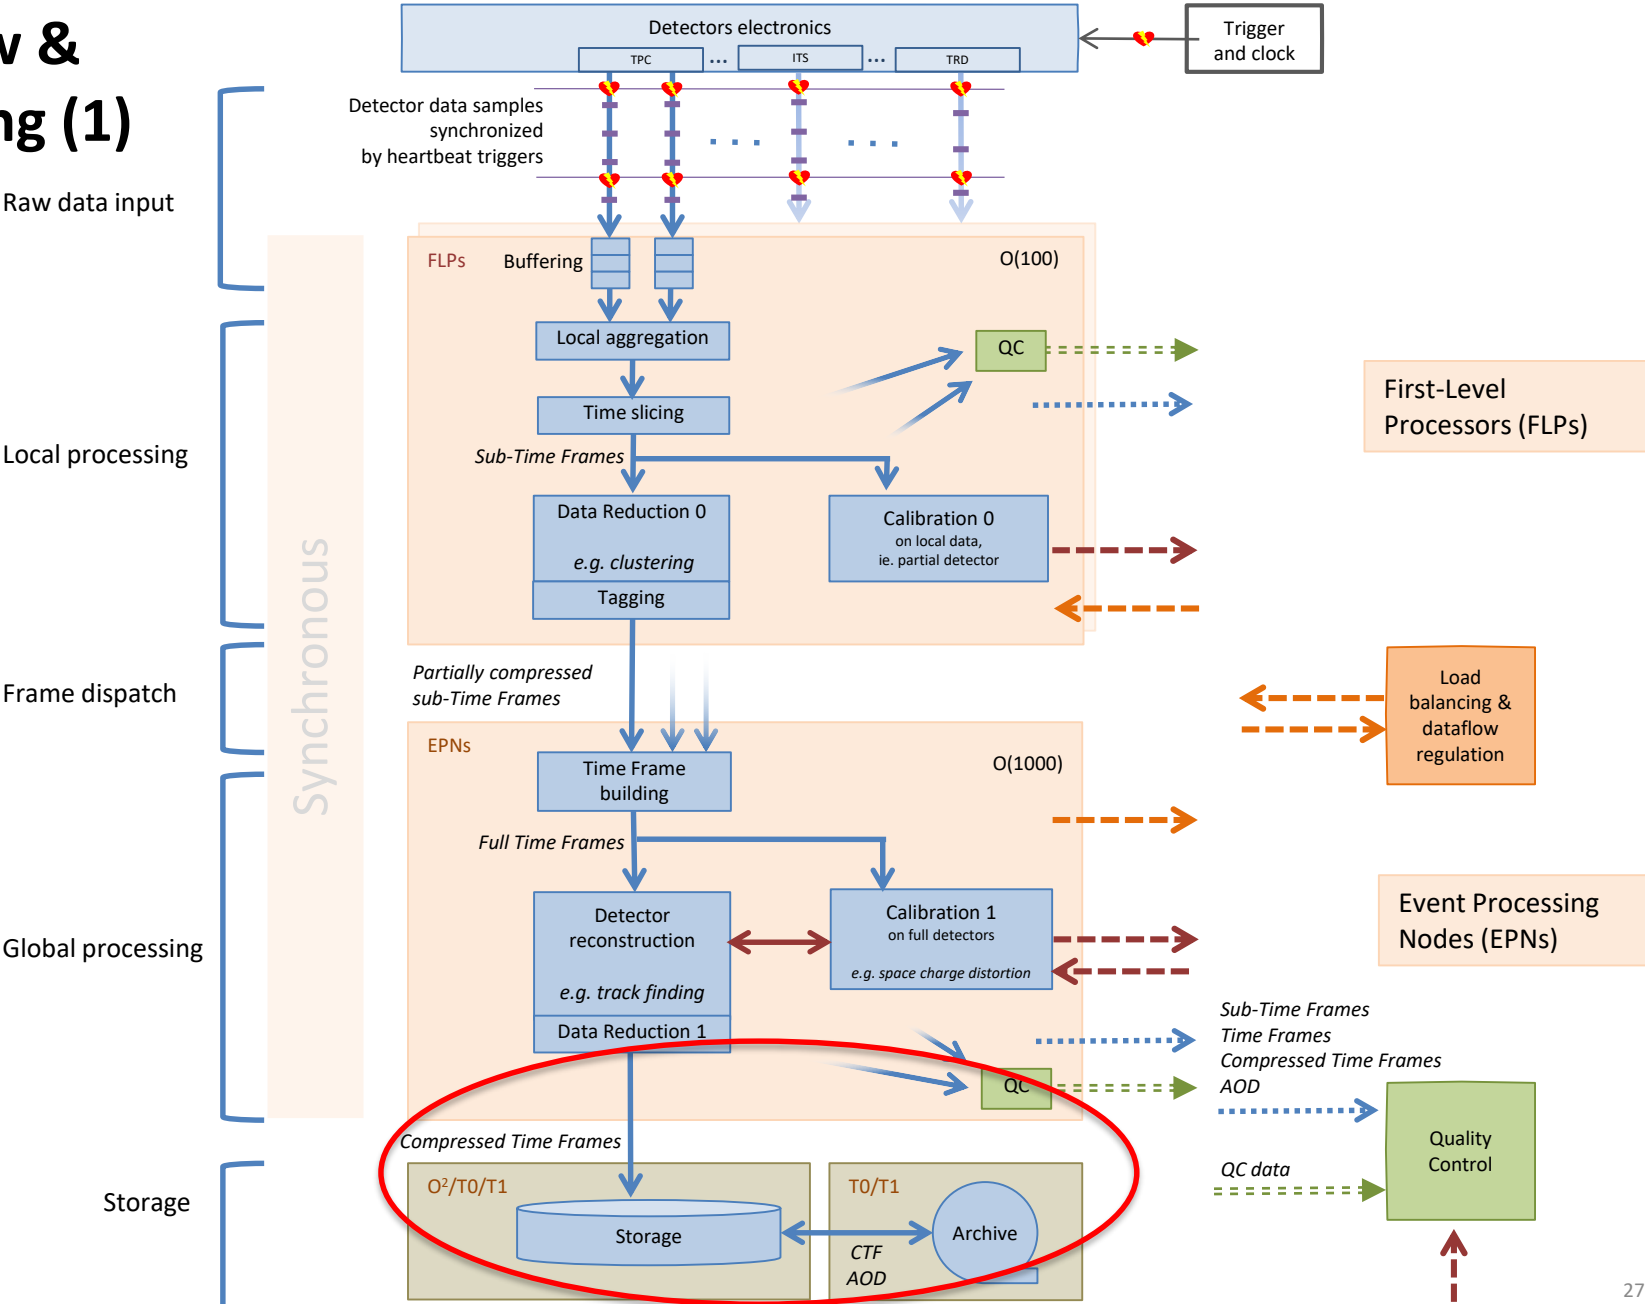 w &
ng (1)
Detectors electronics
TPC
...
ITS
...
TRD
Trigger
and clock
Detector data samples
synchronized
by heartbeat triggers
Raw data input
FLPs
Buffering
O(100)
Local aggregation
QC
Time slicing
First-Level
Processors (FLPs)
Local processing
Sub-Time Frames
Data Reduction 0
e.g. clustering
Tagging
Calibration 0
on local data,
ie. partial detector
Synchronous
Frame dispatch
Partially compressed
sub-Time Frames
Load
balancing &
dataflow
regulation
EPNs
O(1000)
Time Frame
building
Full Time Frames
Global processing
Detector
reconstruction
e.g. track finding
Data Reduction 1
Calibration 1
on full detectors
e.g. space charge distortion
Event Processing
Nodes (EPNs)
Sub-Time Frames
Time Frames
Compressed Time Frames
AOD
QC
Quality
Control
QC data
Compressed Time Frames
Storage
O²/T0/T1
Storage
T0/T1
Archive
CTF
AOD
27